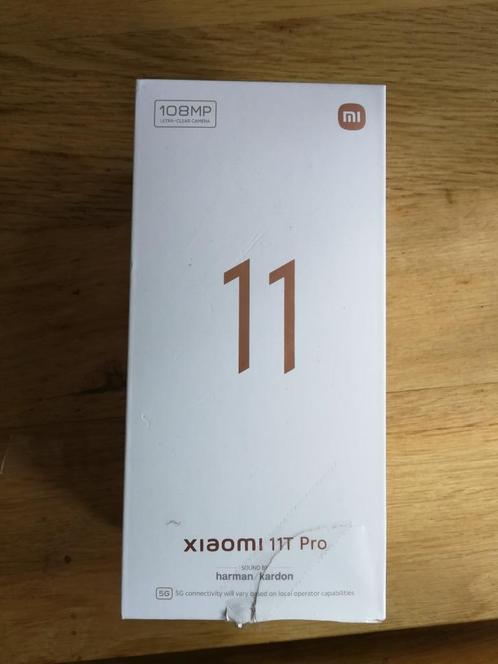 108MP
ULTRA-CLEAR CAMERA
mi
11
xiaomi 11T Pro
SOUND BY
harman/kardon
5G 5G connectivity will vary based on local operator capabilities